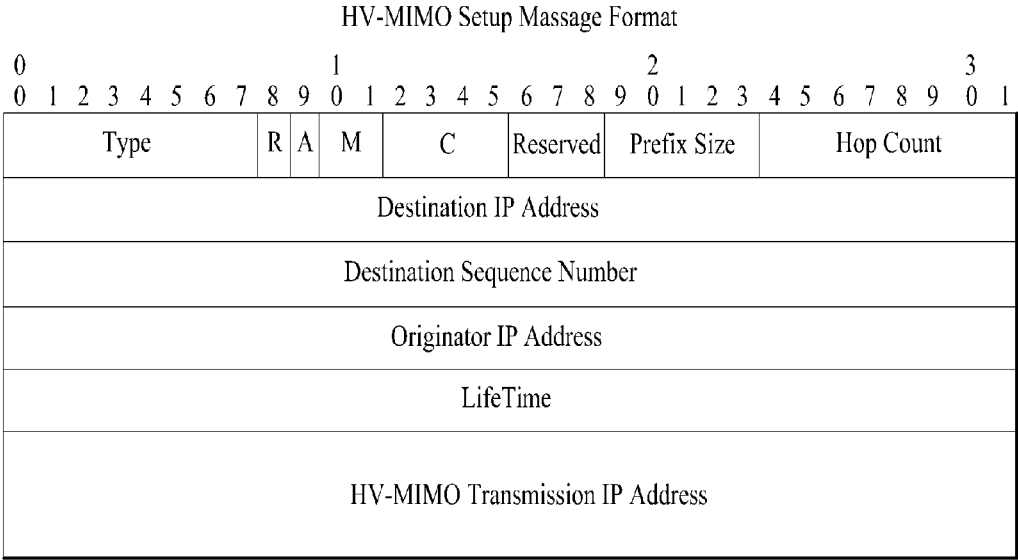 HV-MIMO Setup Massage Format
0 1 2 3
0 1 2 3 4 5 6 7 8 9 0 1 2 3 4 5 6 7 8 9 0 1 2 3 4 5 6 7 8 9 0 1
Type R A M C Reserved Prefix Size Hop Count
Destination IP Address
Destination Sequence Number
Originator IP Address
LifeTime
HV-MIMO Transmission IP Address